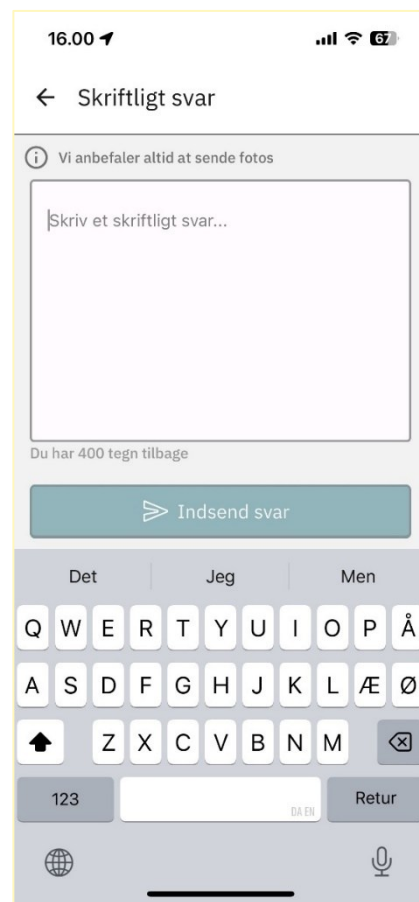 16.00
67
Skriftligt svar
Vi anbefaler altid at sende fotos
Skriv et skriftligt svar...
Du har 400 tegn tilbage
Indsend svar
Det Jeg Men
Q W E R T Y U I O P Å
A S D F G H J K L Æ Ø
Z X C V B N M
123 DA EN Retur